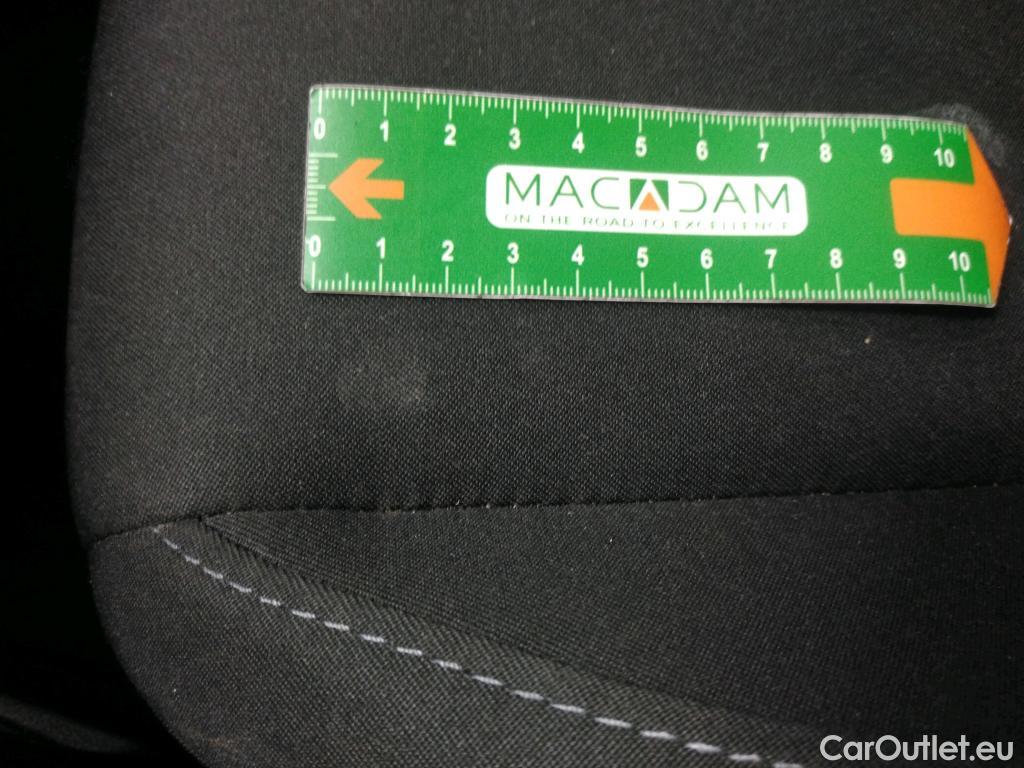 0 1 2 3 4 5 6 7 8 9 10
MACADAM
ON THE ROAD TO EXCELLENCE
0 1 2 3 4 5 6 7 8 9 10
CarOutlet.eu